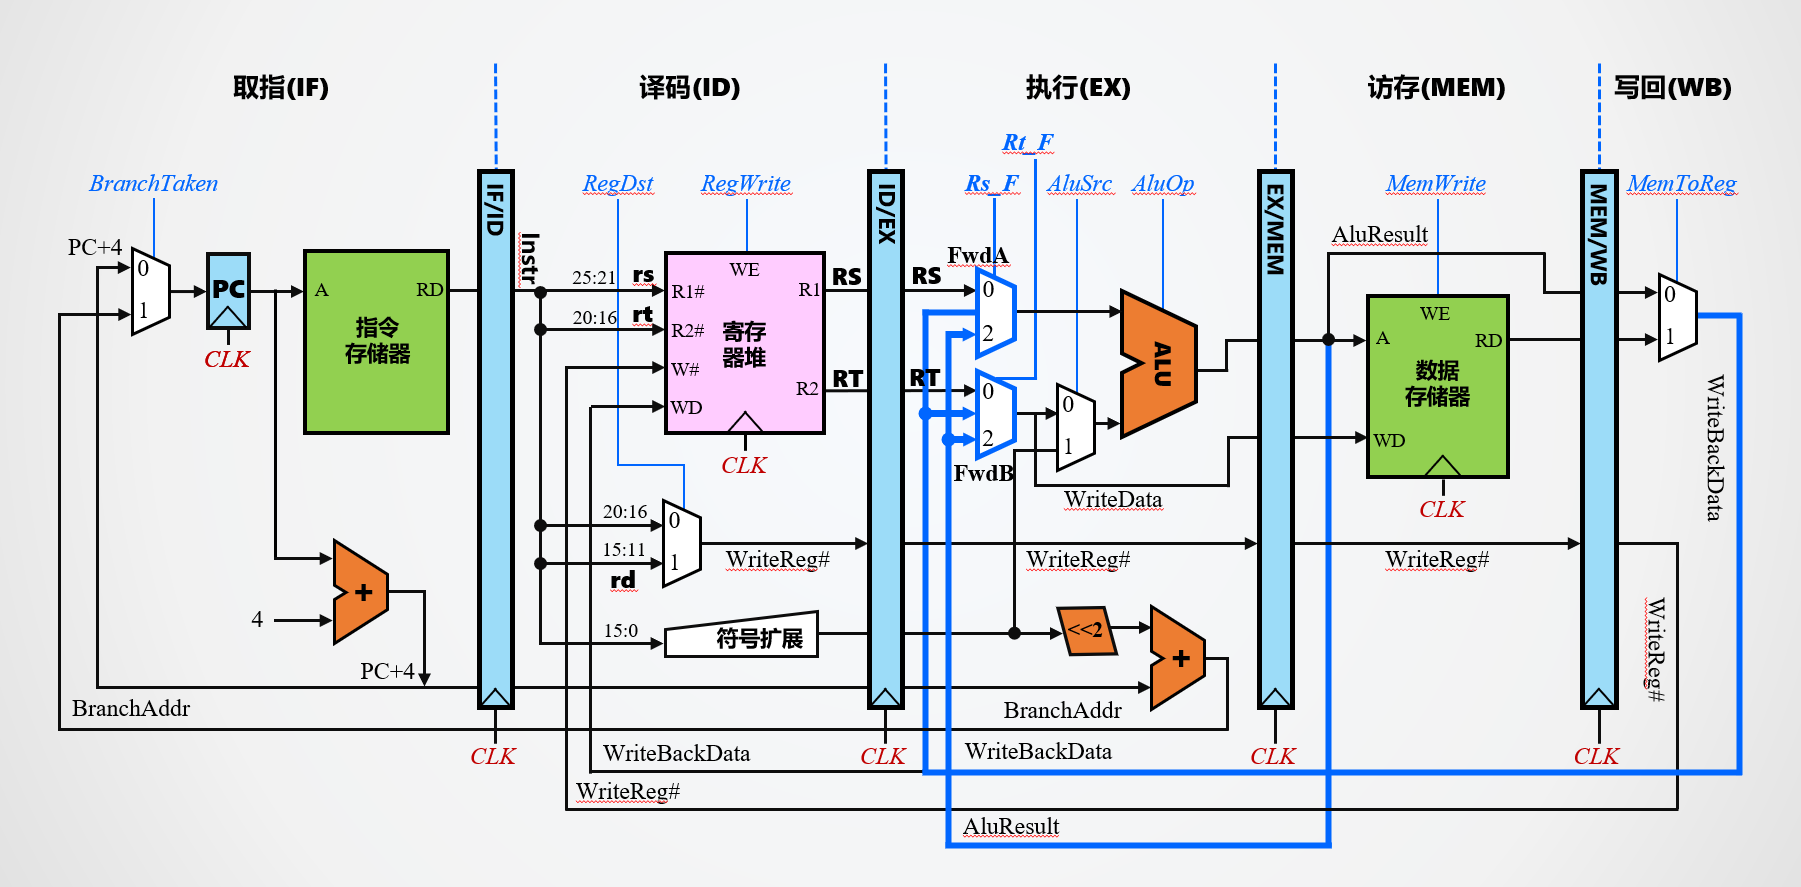 取指(IF)
译码(ID)
执行(EX)
访存(MEM)
写回(WB)
Rt_F
BranchTaken
RegDst
RegWrite
Rs_F
AluSrc
AluOp
MemWrite
MemToReg
IF/ID
ID/EX
EX/MEM
MEM/WB
PC+4
0
1
PC
CLK
A
RD
指令
存储器
Instr
25:21
rs
20:16
rt
WE
R1#
R1
R2#
寄存
器堆
W#
R2
WD
CLK
RS
RT
RS
RT
FwdA
0
2
0
2
FwdB
0
1
ALU
AluResult
WE
A
RD
数据
存储器
WD
CLK
0
1
WriteBackData
WriteData
20:16
0
15:11
1
rd
WriteReg#
WriteReg#
WriteReg#
WriteReg#
+
4
PC+4
15:0
符号扩展
<<2
+
BranchAddr
BranchAddr
CLK
CLK
CLK
CLK
WriteBackData
WriteBackData
WriteReg#
AluResult